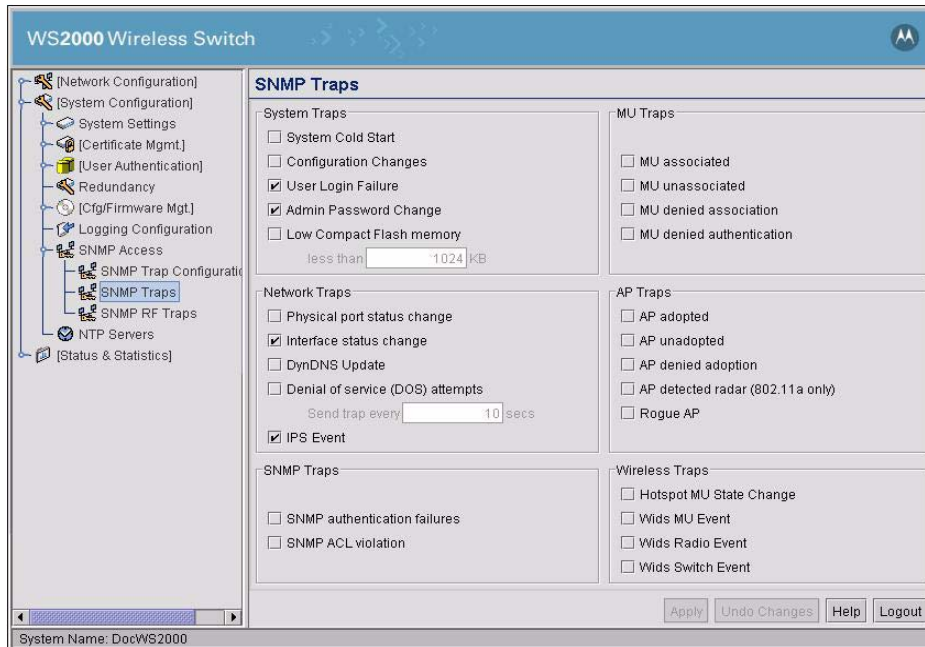 WS2000 Wireless Switch
[Network Configuration]
[System Configuration]
System Settings
[Certificate Mgmt.]
[User Authentication]
Redundancy
[Cfg/Firmware Mgt.]
Logging Configuration
SNMP Access
SNMP Trap Configuratio
SNMP Traps
SNMP RF Traps
NTP Servers
[Status & Statistics]
SNMP Traps
System Traps
System Cold Start
Configuration Changes
User Login Failure
Admin Password Change
Low Compact Flash memory
less than 1024 KB
MU Traps
MU associated
MU unassociated
MU denied association
MU denied authentication
Network Traps
Physical port status change
Interface status change
DynDNS Update
Denial of service (DOS) attempts
Send trap every 10 secs
IPS Event
AP Traps
AP adopted
AP unadopted
AP denied adoption
AP detected radar (802.11a only)
Rogue AP
SNMP Traps
SNMP authentication failures
SNMP ACL violation
Wireless Traps
Hotspot MU State Change
Wids MU Event
Wids Radio Event
Wids Switch Event
Apply Undo Changes Help Logout
System Name: DocWS2000